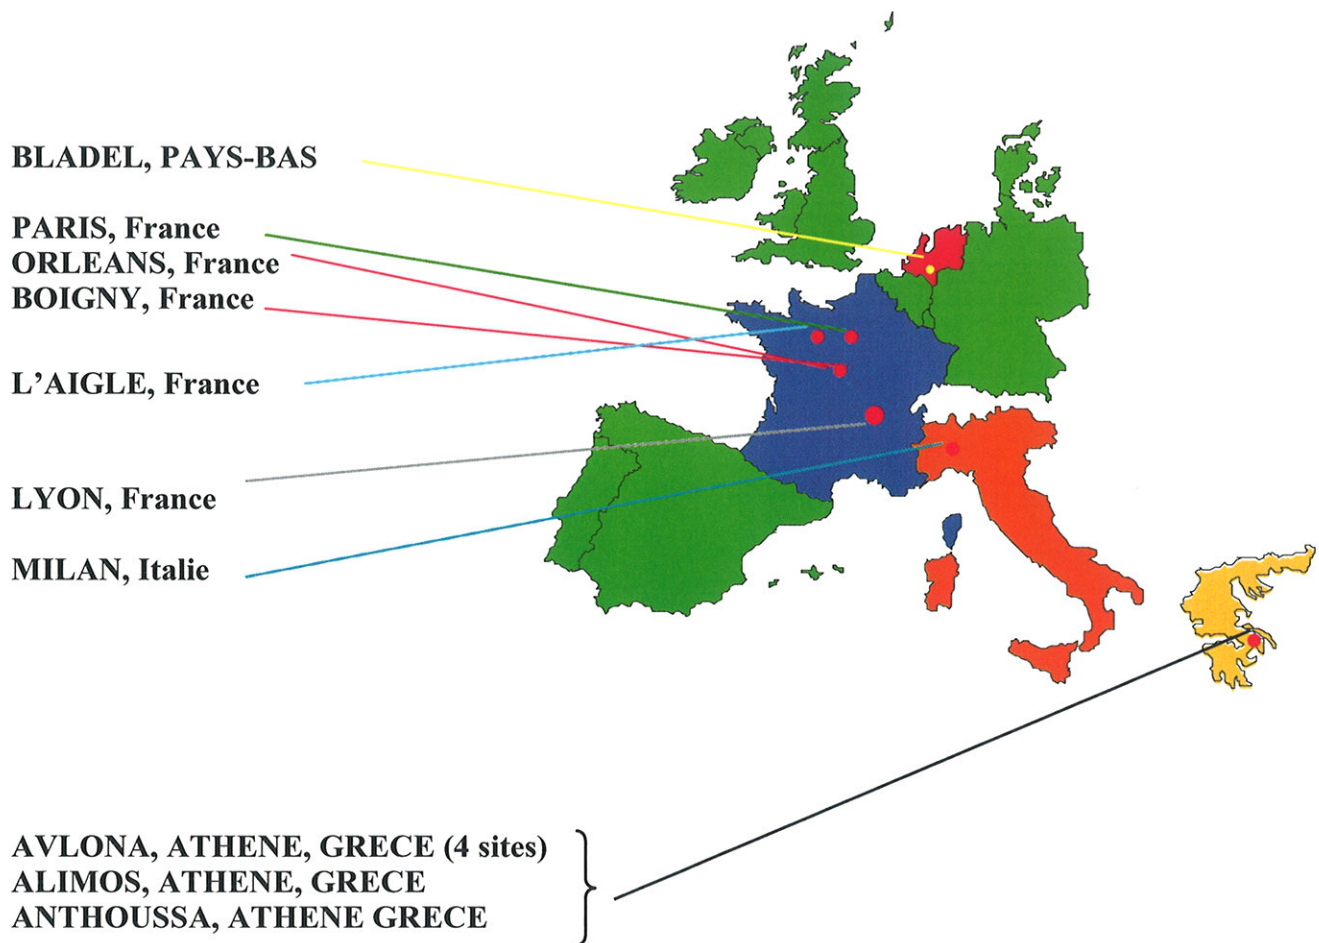 BLADEL, PAYS-BAS
PARIS, France
ORLEANS, France
BOIGNY, France
L'AIGLE, France
LYON, France
MILAN, Italie
AVLONA, ATHENE, GRECE (4 sites)
ALIMOS, ATHENE, GRECE
ANTHOUSSA, ATHENE GRECE